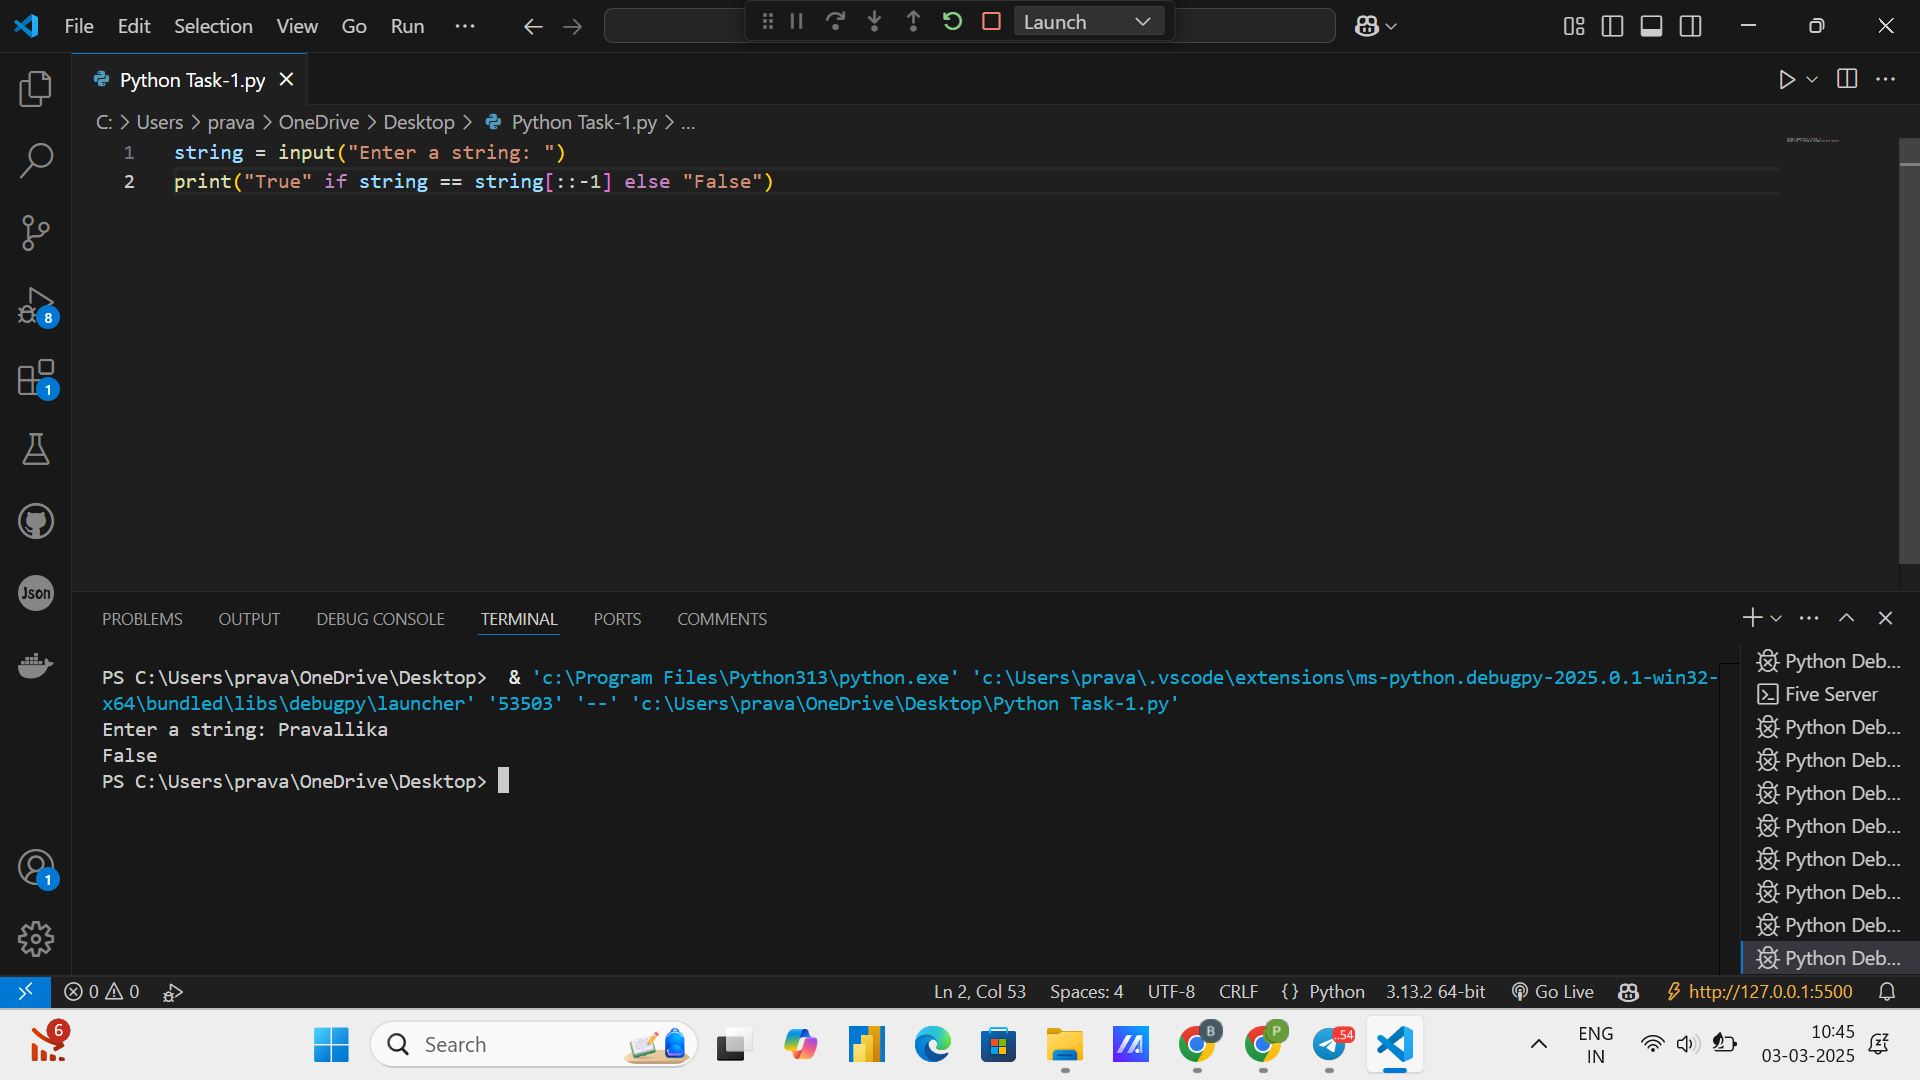 File Edit Selection View Go Run ···
Launch
Python Task-1.py
C: > Users > prava > OneDrive > Desktop > Python Task-1.py > ...
1 string = input("Enter a string: ")
2 print("True" if string == string[::-1] else "False")
8
1
Json
1
PROBLEMS OUTPUT DEBUG CONSOLE TERMINAL PORTS COMMENTS
PS C:\Users\prava\OneDrive\Desktop>  & 'c:\Program Files\Python313\python.exe' 'c:\Users\prava\.vscode\extensions\ms-python.debugpy-2025.0.1-win32-
x64\bundled\libs\debugpy\launcher' '53503' '--' 'c:\Users\prava\OneDrive\Desktop\Python Task-1.py'
Enter a string: Pravallika
False
PS C:\Users\prava\OneDrive\Desktop>
Python Deb...
Five Server
Python Deb...
Python Deb...
Python Deb...
Python Deb...
Python Deb...
Python Deb...
Python Deb...
Python Deb...
0 0 Ln 2, Col 53 Spaces: 4 UTF-8 CRLF {} Python 3.13.2 64-bit Go Live http://127.0.0.1:5500
6
Search
B
P
54
ENG
IN
10:45
03-03-2025